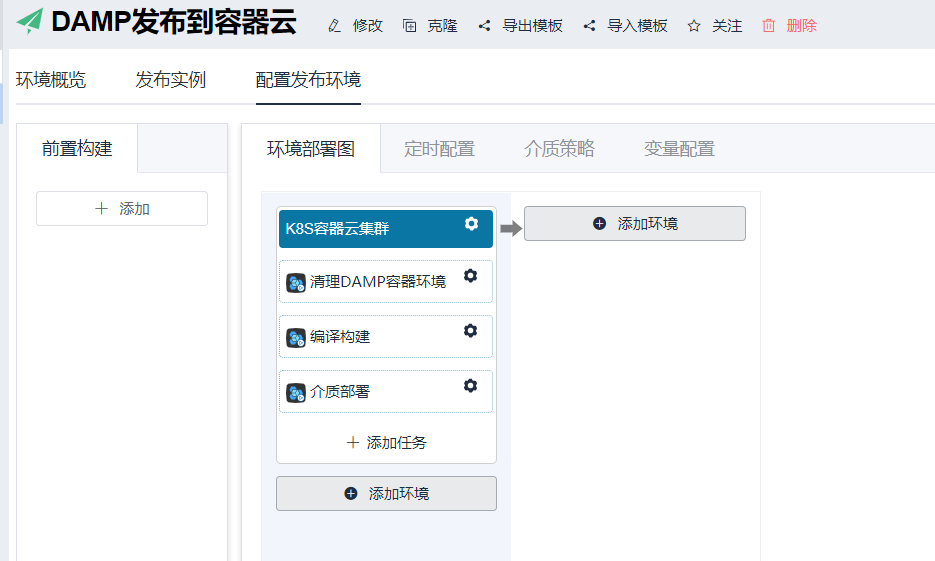 DAMP发布到容器云 修改 克隆 导出模板 导入模板 关注 删除
环境概览 发布实例 配置发布环境
前置构建 环境部署图 定时配置 介质策略 变量配置
添加
K8S容器云集群 添加环境
清理DAMP容器环境
编译构建
介质部署
添加任务
添加环境